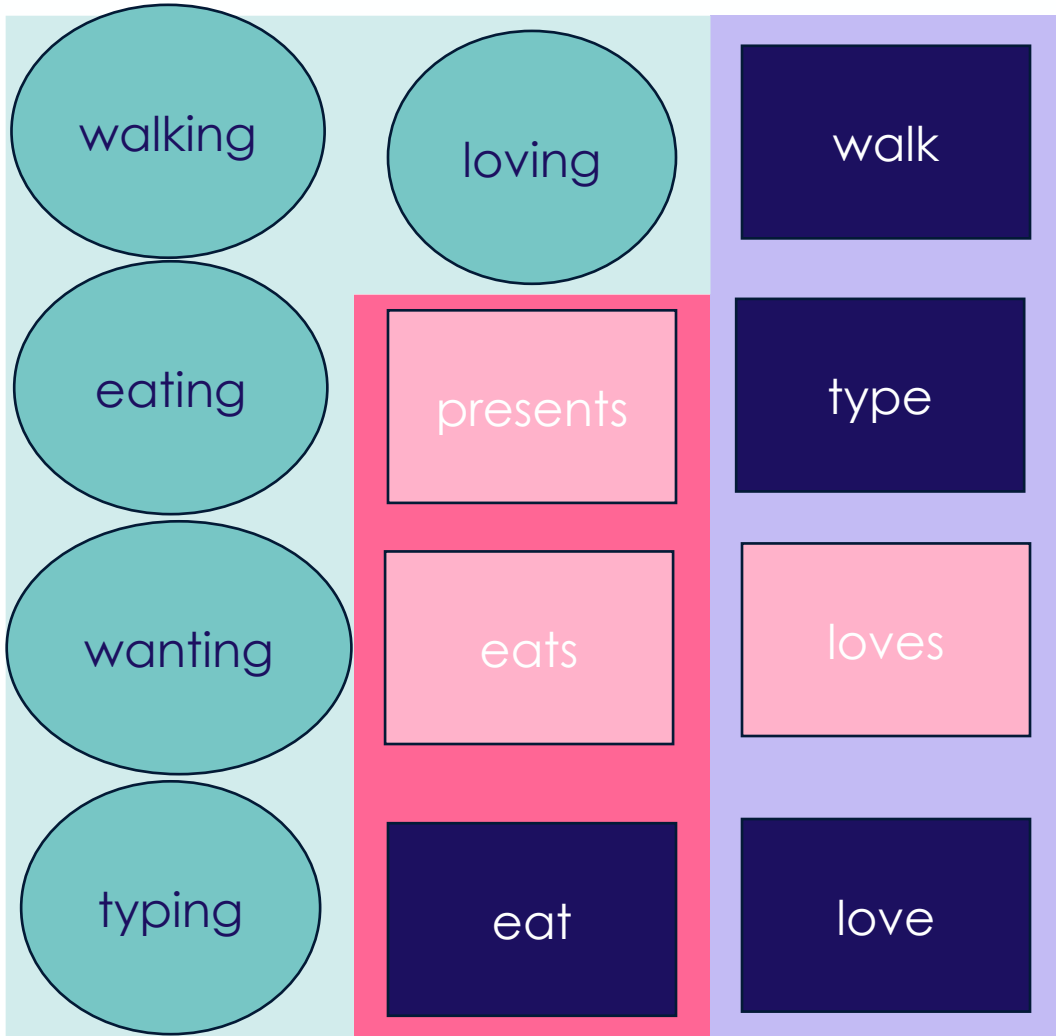 walking
loving
walk
eating
presents
type
wanting
eats
loves
typing
eat
love